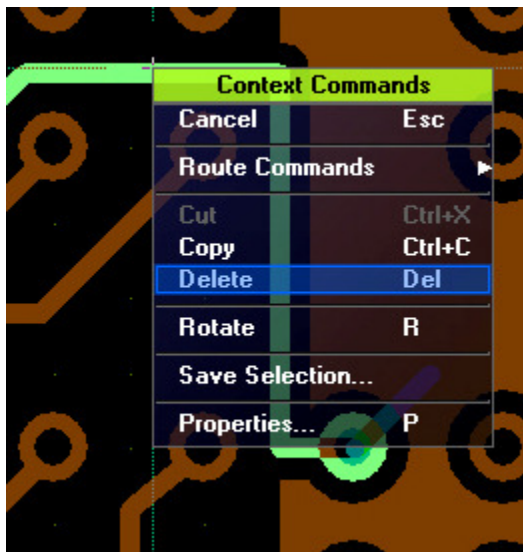 Context Commands
Cancel Esc
Route Commands
Cut Ctrl+X
Copy Ctrl+C
Delete Del
Rotate R
Save Selection...
Properties... P